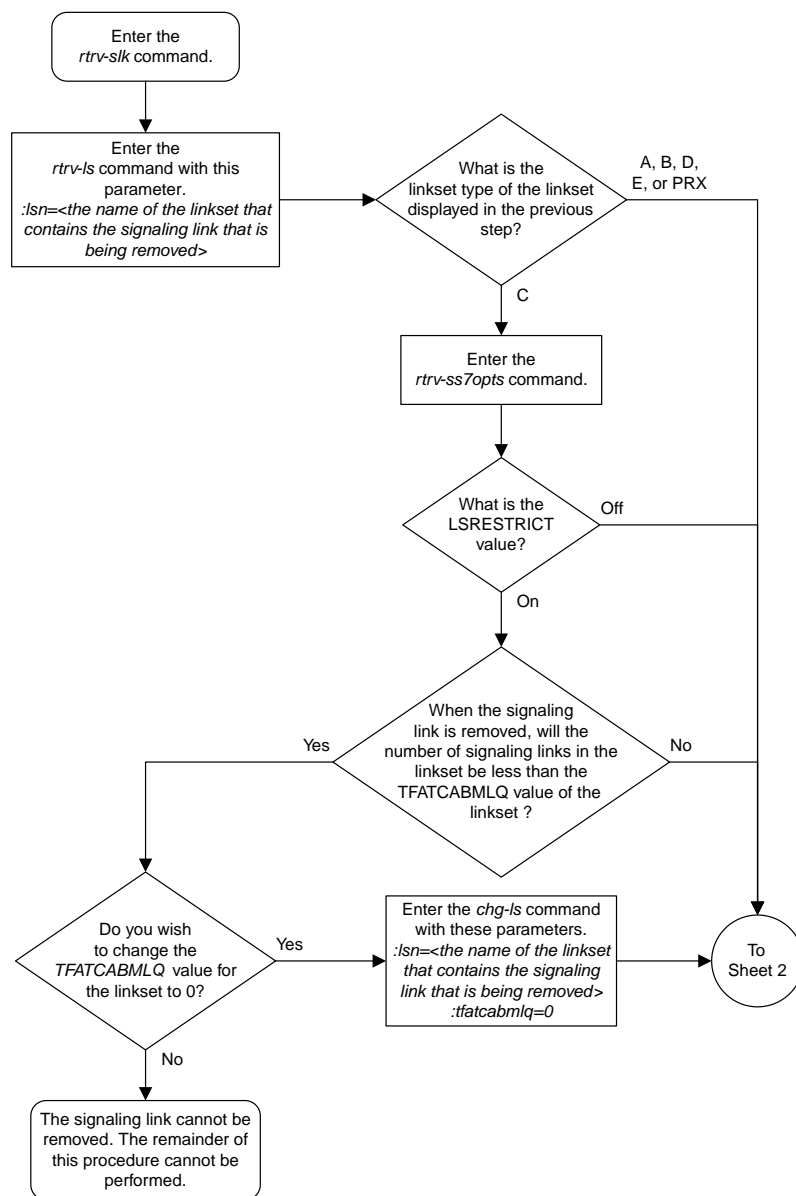 Enter the
rtrv-slk command.
Enter the
rtrv-ls command with this
parameter.
:lsn=<the name of the linkset that
contains the signaling link that is
being removed>
What is the
linkset type of the linkset
displayed in the previous
step?
A, B, D,
E, or PRX
C
Enter the
rtrv-ss7opts command.
What is the
LSRESTRICT
value?
Off
On
When the signaling
link is removed, will the
number of signaling links in the
linkset be less than the
TFATCABMLQ value of the
linkset ?
Yes
No
Do you wish
to change the
TFATCABMLQ value for
the linkset to 0?
Yes
Enter the chg-ls command
with these parameters.
:lsn=<the name of the linkset
that contains the signaling
link that is being removed>
:tfatcabmlq=0
To
Sheet 2
No
The signaling link cannot be
removed. The remainder of
this procedure cannot be
performed.